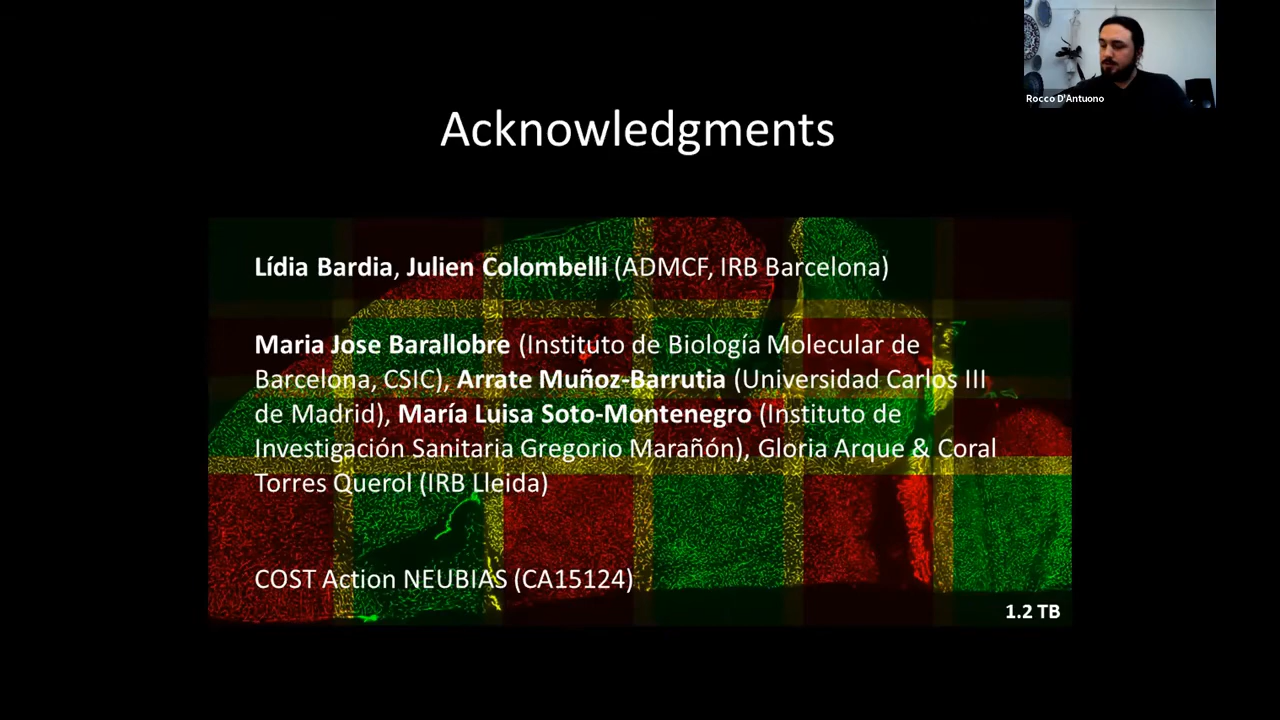 Rocco D'Antuono
Acknowledgments
Lídia Bardia, Julien Colombelli (ADMCF, IRB Barcelona)
Maria Jose Barallobre (Instituto de Biología Molecular de
Barcelona, CSIC), Arrate Muñoz-Barrutia (Universidad Carlos III
de Madrid), María Luisa Soto-Montenegro (Instituto de
Investigación Sanitaria Gregorio Marañón), Gloria Arque & Coral
Torres Querol (IRB Lleida)
COST Action NEUBIAS (CA15124)
1.2 TB